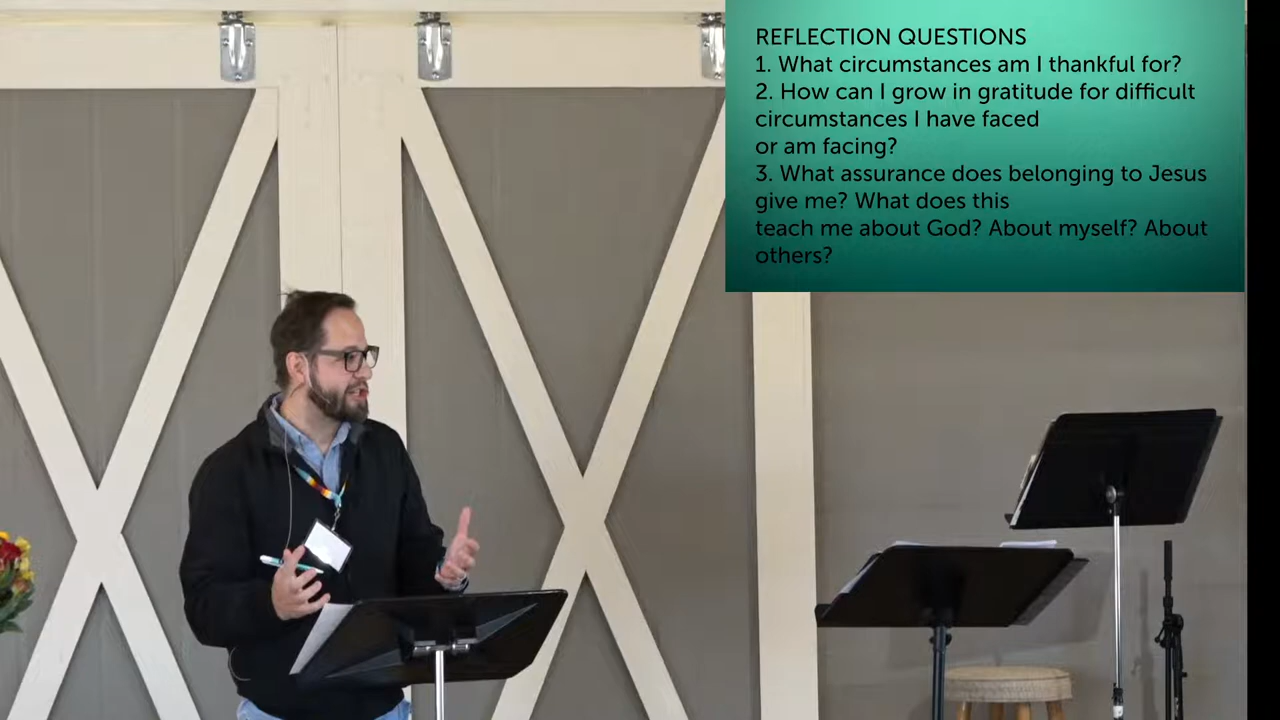 REFLECTION QUESTIONS
1. What circumstances am I thankful for?
2. How can I grow in gratitude for difficult
circumstances I have faced
or am facing?
3. What assurance does belonging to Jesus
give me? What does this
teach me about God? About myself? About
others?